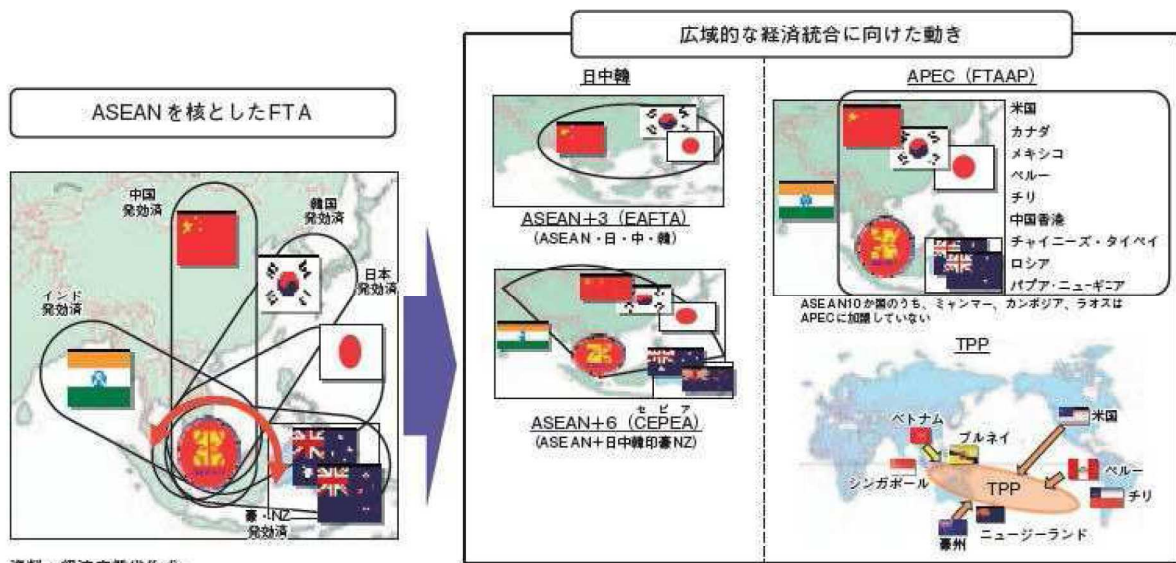 ASEANを核としたFTA
中国
発効済
韓国
発効済
日本
発効済
インド
発効済
豪・NZ
発効済
広域的な経済統合に向けた動き
日中韓
ASEAN+3(EAFTA)
(ASEAN・日・中・韓)
セピア
ASEAN+6(CEPEA)
(ASEAN+日中韓印豪NZ)
APEC(FTAAP)
米国
カナダ
メキシコ
ペルー
チリ
中国香港
チャイニーズ・タイペイ
ロシア
パプア・ニューギニア
ASEAN10か国のうち、ミャンマー、カンボジア、ラオスは
APECに加盟していない
TPP
ベトナム
ブルネイ
米国
シンガポール
TPP
ペルー
チリ
豪州
ニュージーランド